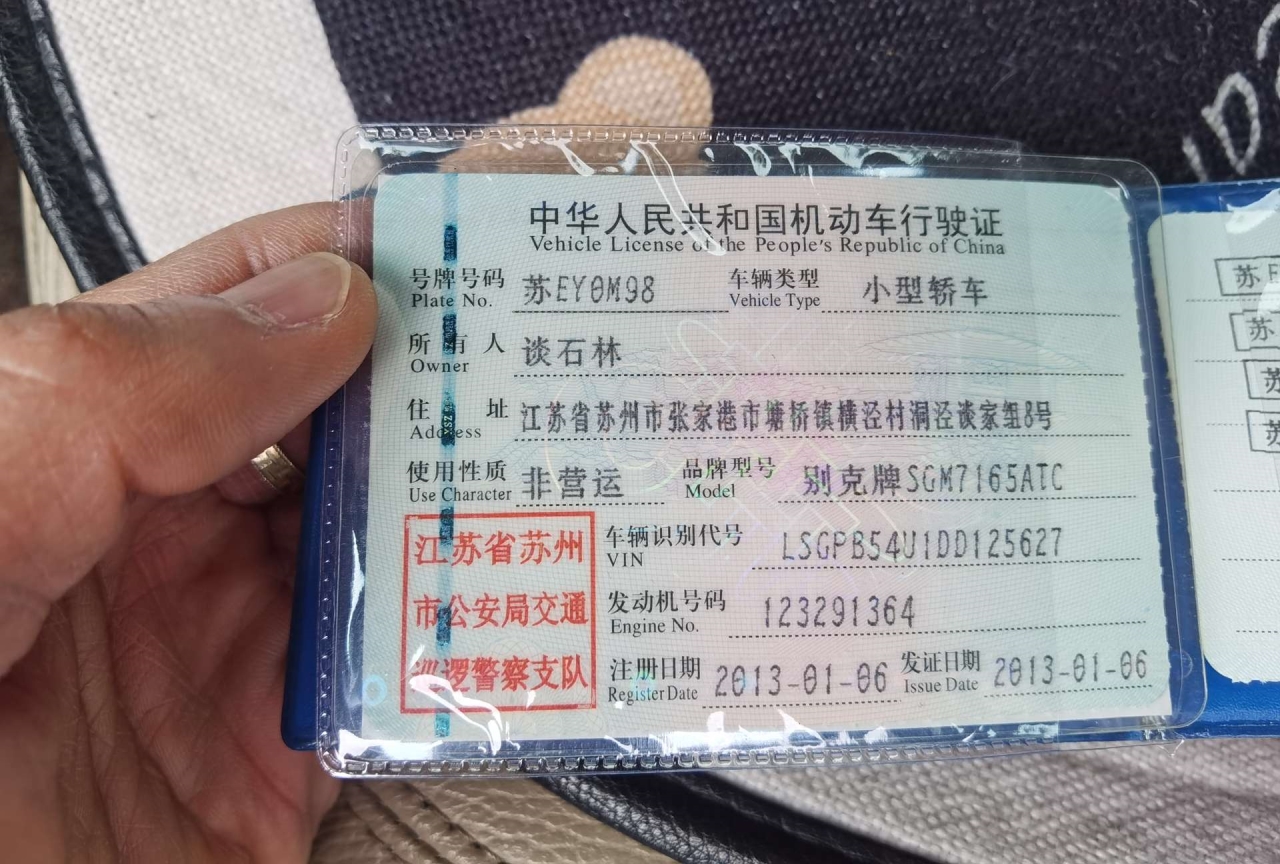 中华人民共和国机动车行驶证
Vehicle License of the People's Republic of China
号牌号码 苏EY0M98 车辆类型 小型轿车
Plate No. Vehicle Type
所有人 谈石林
Owner
住址 江苏省苏州市张家港市塘桥镇横泾村洞泾谈家组8号
Address
使用性质 非营运 品牌型号 别克牌SGM7165ATC
Use Character Model
江苏省苏州
市公安局交通
巡逻警察支队
车辆识别代号 LSGPB54U1DD125627
VIN
发动机号码 123291364
Engine No.
注册日期 2013-01-06 发证日期 2013-01-06
Register Date Issue Date
苏E
苏
苏
苏